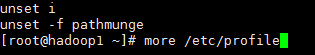 unset i
unset -f pathmunge
[root@hadoop1 ~]# more /etc/profile